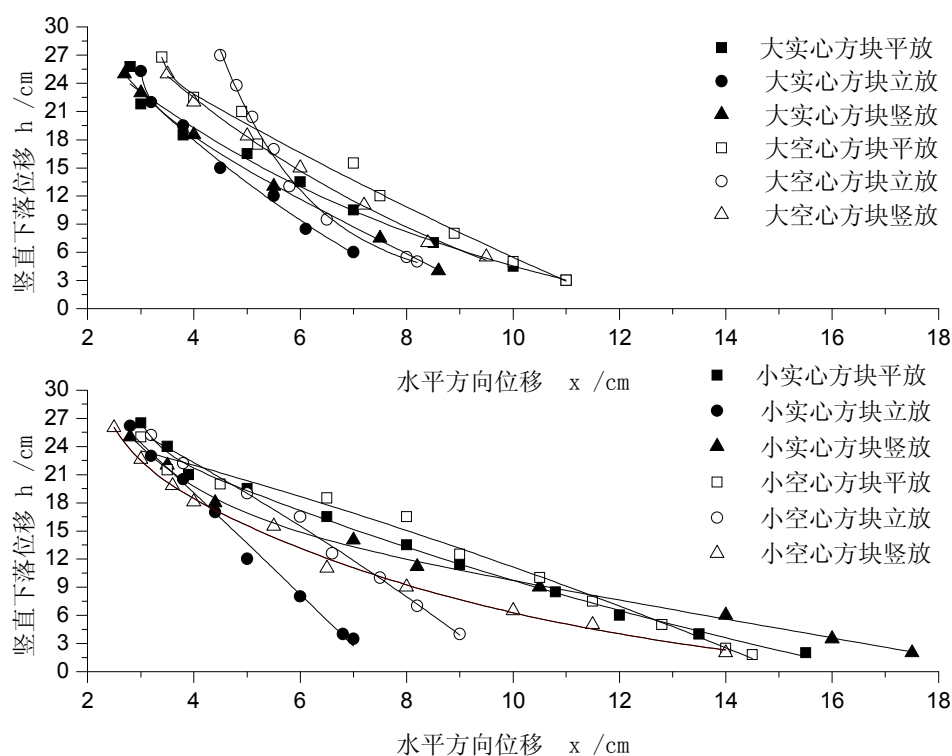 30
27
24
21
18
15
12
9
6
3
0
竖直下落位移 h /cm
2 4 6 8 10 12 14 16 18
水平方向位移 x /cm
大实心方块平放
大实心方块立放
大实心方块竖放
大空心方块平放
大空心方块立放
大空心方块竖放
30
27
24
21
18
15
12
9
6
3
0
竖直下落位移 h /cm
2 4 6 8 10 12 14 16 18
水平方向位移 x /cm
小实心方块平放
小实心方块立放
小实心方块竖放
小空心方块平放
小空心方块立放
小空心方块竖放